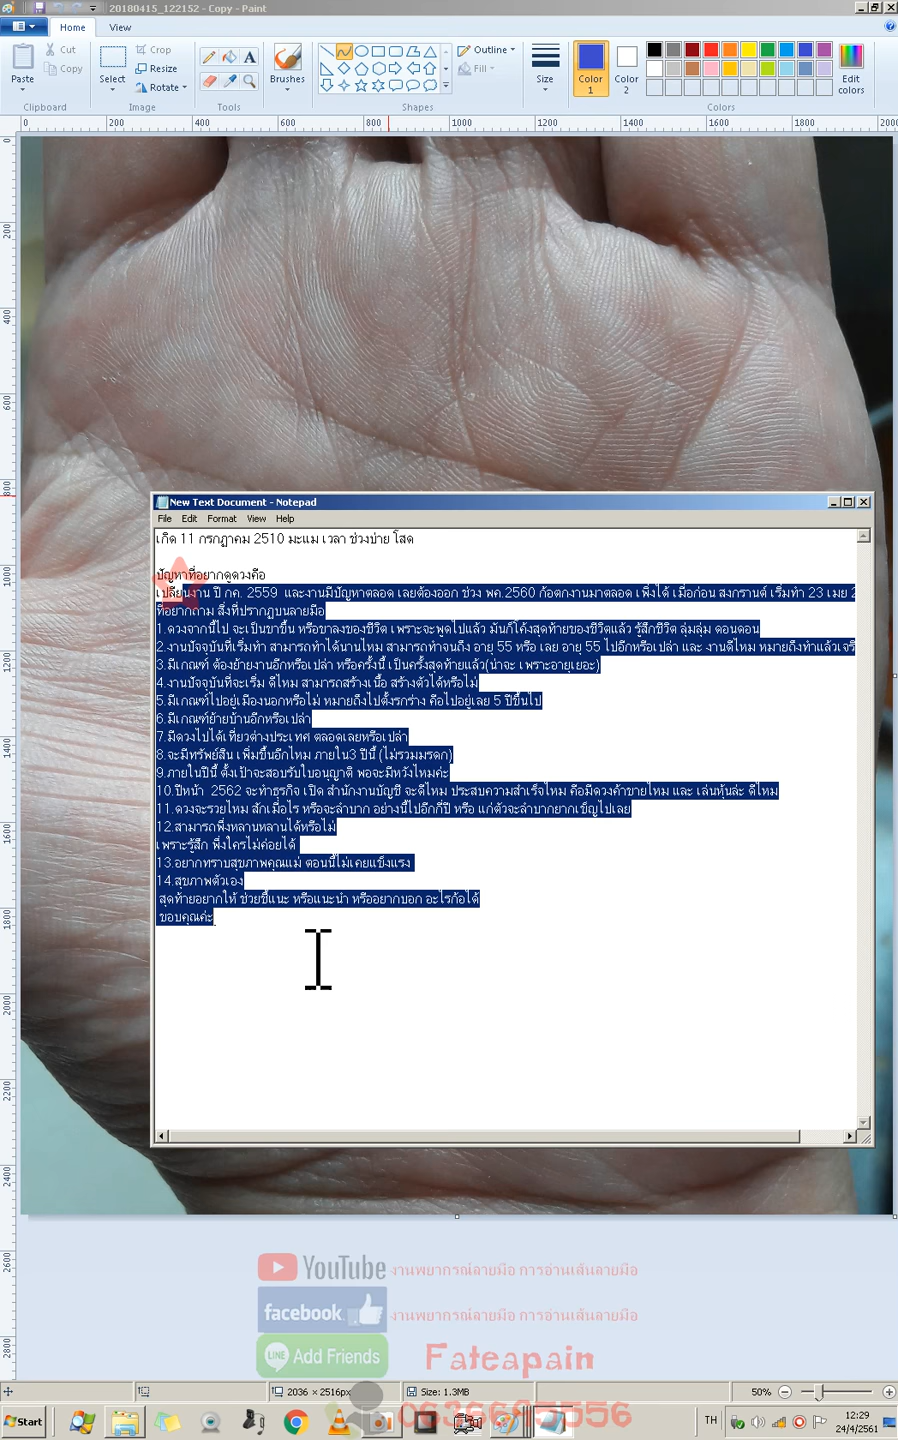 20180415_122152 - Copy - Paint
Home View
Paste Cut Copy Clipboard
Select Crop Resize Rotate Image
Tools
Brushes
Shapes Outline Fill
Size
Color 1 Color 2 Edit colors Colors
0 200 400 600 800 1000 1200 1400 1600 1800 2000
0
200
400
600
800
1000
1200
1400
1600
1800
2000
2200
2400
2600
2800
New Text Document - Notepad
File Edit Format View Help
เกิด 11 กรกฎาคม 2510 มะแม เวลา ช่วงบ่าย โสด
ปัญหาที่อยากดูดวงคือ
เปลี่ยนงาน ปี กค. 2559 และงานมีปัญหาตลอด เลยต้องออก ช่วง พค.2560 ก้อตกงานมาตลอด เพิ่งได้ เมื่อก่อน สงกรานต์ เริ่มทำ 23 เมย 2
ที่อยากถาม สิ่งที่ปรากฏบนลายมือ
1.ดวงจากนี้ไป จะเป็นขาขึ้น หรือขาลงของชีวิต เพราะจะพูดไปแล้ว มันก็โค้งสุดท้ายของชีวิตแล้ว รู้สึกชีวิต ลุ่มลุ่ม ดอนดอน
2.งานปัจจุบันที่เริ่มทำ สามารถทำได้นานไหม สามารถทำจนถึง อายุ 55 หรือ เลย อายุ 55 ไปอีกหรือเปล่า และ งานดีไหม หมายถึงทำแล้วเจริ
3.มีเกณฑ์ ต้องย้ายงานอีกหรือเปล่า หรือครั้งนี้ เป็นครั้งสุดท้ายแล้ว(น่าจะ เพราะอายุเยอะ)
4.งานปัจจุบันที่จะเริ่ม ดีไหม สามารถสร้างเนื้อ สร้างตัวได้หรือไม่
5.มีเกณฑ์ไปอยู่เมืองนอกหรือไม่ หมายถึงไปตั้งรกร่าง คือไปอยู่เลย 5 ปีขึ้นไป
6.มีเกณฑ์ย้ายบ้านอีกหรือเปล่า
7.มีดวงไปได้ เที่ยวต่างประเทศ ตลอดเลยหรือเปล่า
8.จะมีทรัพย์สิน เพิ่มขึ้นอีกไหม ภายใน3 ปีนี้ (ไม่รวมมรดก)
9.ภายในปีนี้ ตั้งเป้าจะสอบรับใบอนุญาติ พอจะมีหวังไหมค่ะ
10.ปีหน้า 2562 จะทำธุรกิจ เปิด สำนักงานบัญชี จะดีไหม ประสบความสำเร็จไหม คือมีดวงค้าขายไหม และ เล่นหุ้นล่ะ ดีไหม
11.ดวงจะรวยไหม สักเมื่อไร หรือจะลำบาก อย่างนี้ไปอีกกี่ปี หรือ แก่ตัวจะลำบากยากเข็ญไปเลย
12.สามารถพึ่งหลานหลานได้หรือไม่
เพราะรู้สึก พึ่งใครไม่ค่อยได้
13.อยากทราบสุขภาพคุณแม่ ตอนนี้ไม่เคยแข็งแรง
14.สุขภาพตัวเอง
สุดท้ายอยากให้ ช่วยชี้แนะ หรือแนะนำ หรืออยากบอก อะไรก้อได้
ขอบคุณค่ะ
YouTube งานพยากรณ์ลายมือ การอ่านเส้นลายมือ
facebook งานพยากรณ์ลายมือ การอ่านเส้นลายมือ
LINE Add Friends Fateapain
2036 × 2516px Size: 1.3MB 50%
Start TH 12:29
24/4/2561